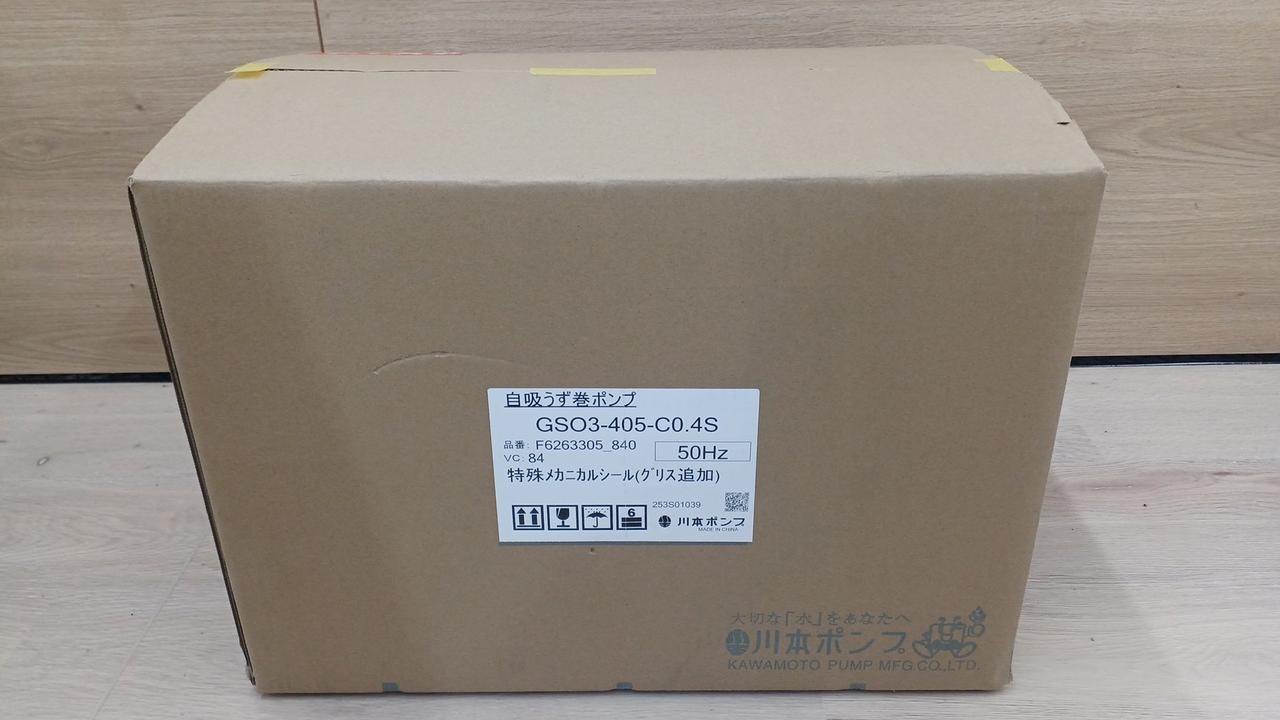 自吸うず巻ポンプ
GSO3-405-C0.4S
品番: F6263305_840
50Hz
VC: 84
特殊メカニカルシール(グリス追加)
6
253S01039
川本ポンプ
MADE IN CHINA
大切な「水」をあなたへ
川本ポンプ
KAWAMOTO PUMP MFG.CO.,LTD.